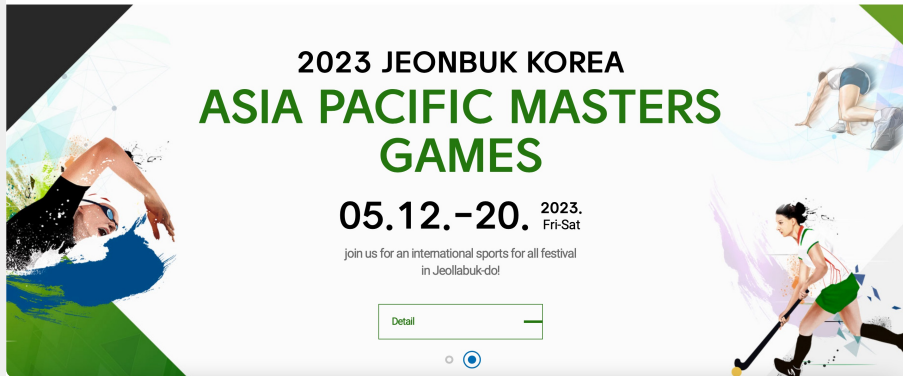 2023 JEONBUK KOREA
ASIA PACIFIC MASTERS
GAMES
05.12.-20. 2023. Fri-Sat
join us for an international sports for all festival
in Jeollabuk-do!
Detail